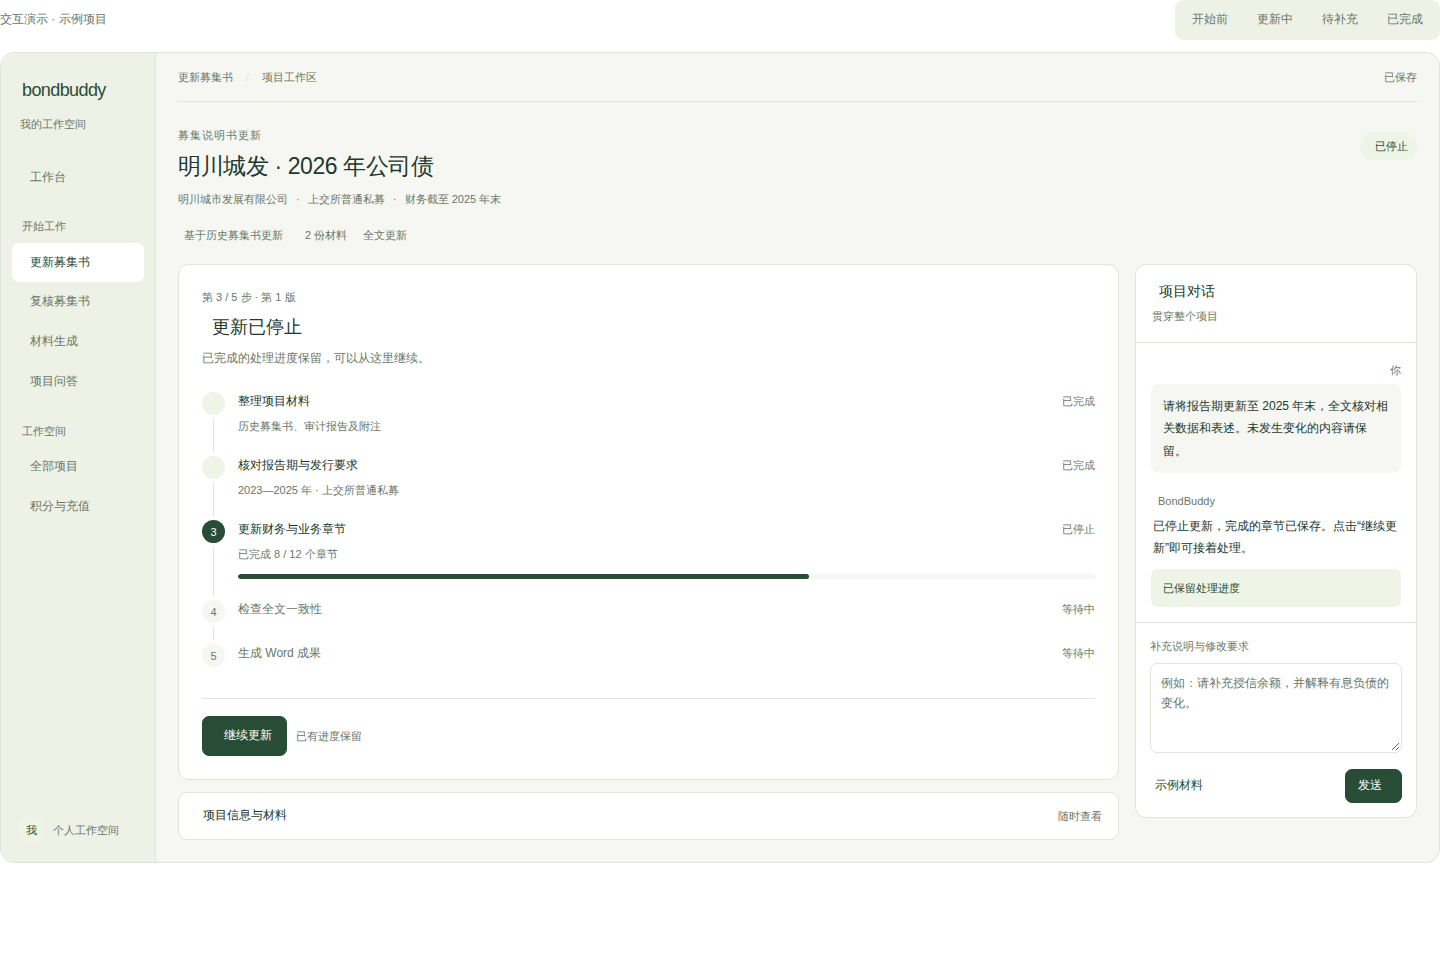 交互演示 · 示例项目
开始前 更新中 待补充 已完成
bondbuddy
我的工作空间
工作台
开始工作
更新募集书
复核募集书
材料生成
项目问答
工作空间
全部项目
积分与充值
我 个人工作空间
更新募集书 / 项目工作区
已保存
募集说明书更新
明川城发 · 2026 年公司债
已停止
明川城市发展有限公司 · 上交所普通私募 · 财务截至 2025 年末
基于历史募集书更新 2 份材料 全文更新
第 3 / 5 步 · 第 1 版
更新已停止
已完成的处理进度保留，可以从这里继续。
整理项目材料 已完成
历史募集书、审计报告及附注
核对报告期与发行要求 已完成
2023—2025 年 · 上交所普通私募
3 更新财务与业务章节 已停止
已完成 8 / 12 个章节
4 检查全文一致性 等待中
5 生成 Word 成果 等待中
继续更新 已有进度保留
项目信息与材料 随时查看
项目对话
贯穿整个项目
你
请将报告期更新至 2025 年末，全文核对相
关数据和表述。未发生变化的内容请保
留。
BondBuddy
已停止更新，完成的章节已保存。点击“继续更
新”即可接着处理。
已保留处理进度
补充说明与修改要求
例如：请补充授信余额，并解释有息负债的
变化。
示例材料 发送